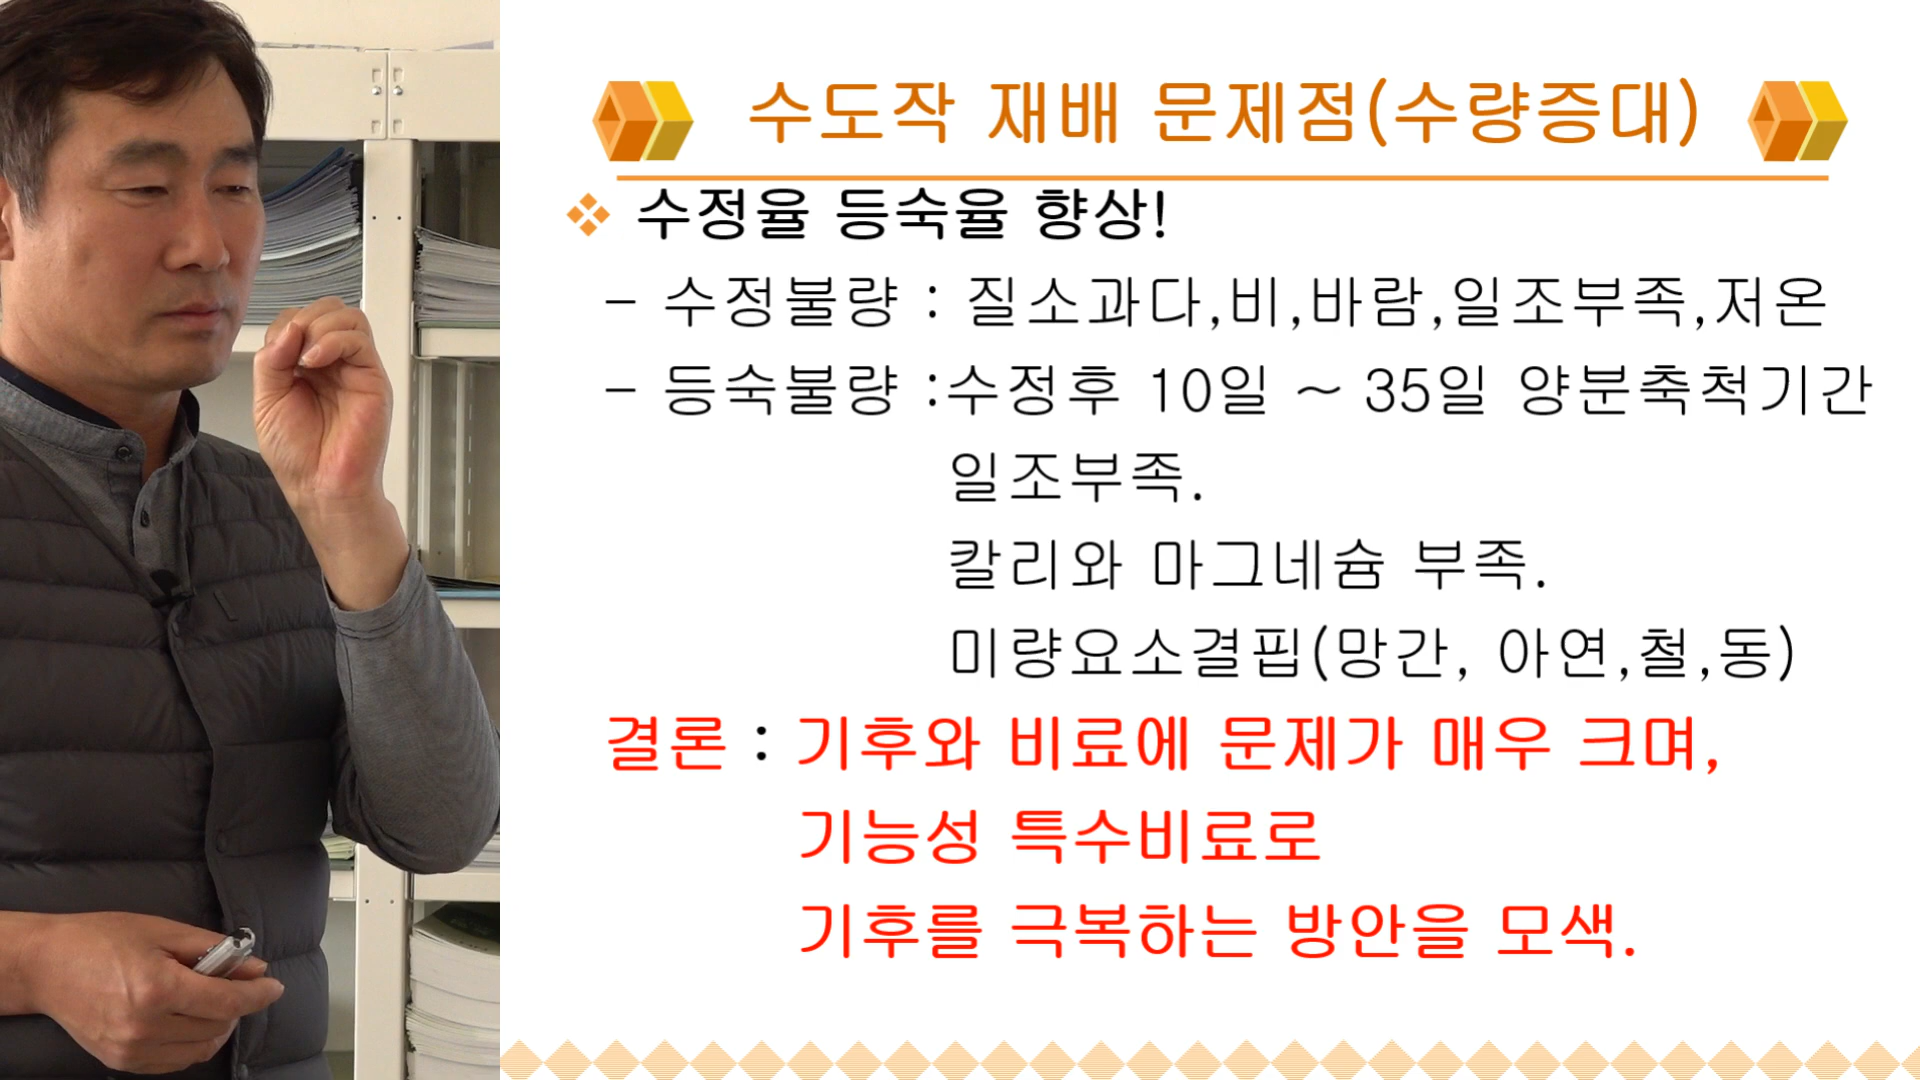 수도작 재배 문제점(수량증대)
수정율 등숙율 향상!
- 수정불량 : 질소과다,비,바람,일조부족,저온
- 등숙불량 :수정후 10일 ~ 35일 양분축척기간
일조부족.
칼리와 마그네슘 부족.
미량요소결핍(망간, 아연,철,동)
결론 : 기후와 비료에 문제가 매우 크며,
기능성 특수비료로
기후를 극복하는 방안을 모색.